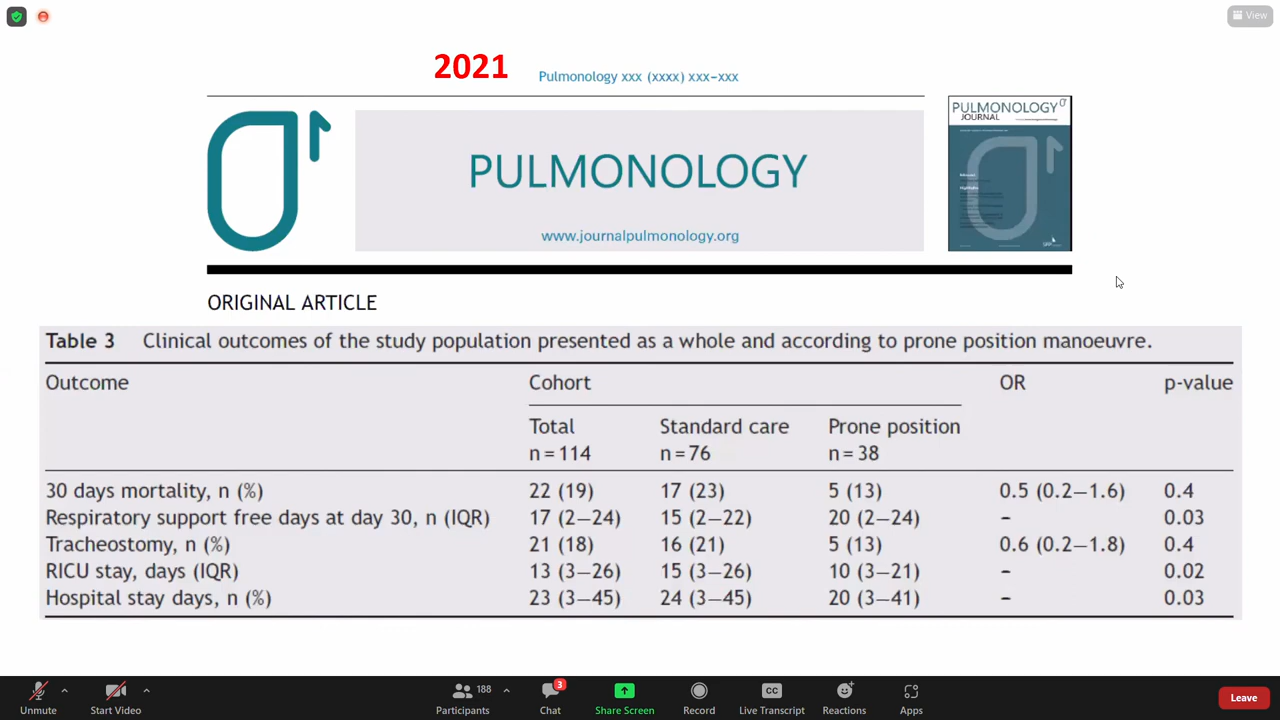 View
2021
Pulmonology xxx (xxxx) xxx–xxx
PULMONOLOGY
www.journalpulmonology.org
PULMONOLOGY
JOURNAL
ORIGINAL ARTICLE
Table 3 Clinical outcomes of the study population presented as a whole and according to prone position manoeuvre.
Outcome Cohort OR p-value
Total Standard care Prone position
n = 114 n = 76 n = 38
30 days mortality, n (%) 22 (19) 17 (23) 5 (13) 0.5 (0.2–1.6) 0.4
Respiratory support free days at day 30, n (IQR) 17 (2–24) 15 (2–22) 20 (2–24) – 0.03
Tracheostomy, n (%) 21 (18) 16 (21) 5 (13) 0.6 (0.2–1.8) 0.4
RICU stay, days (IQR) 13 (3–26) 15 (3–26) 10 (3–21) – 0.02
Hospital stay days, n (%) 23 (3–45) 24 (3–45) 20 (3–41) – 0.03
188 3 CC
Unmute Start Video Participants Chat Share Screen Record Live Transcript Reactions Apps Leave